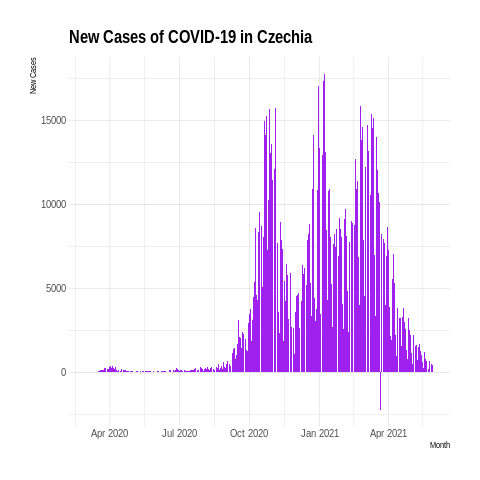 New Cases of COVID-19 in Czechia
New Cases
15000
10000
5000
0
Apr 2020 Jul 2020 Oct 2020 Jan 2021 Apr 2021
Month